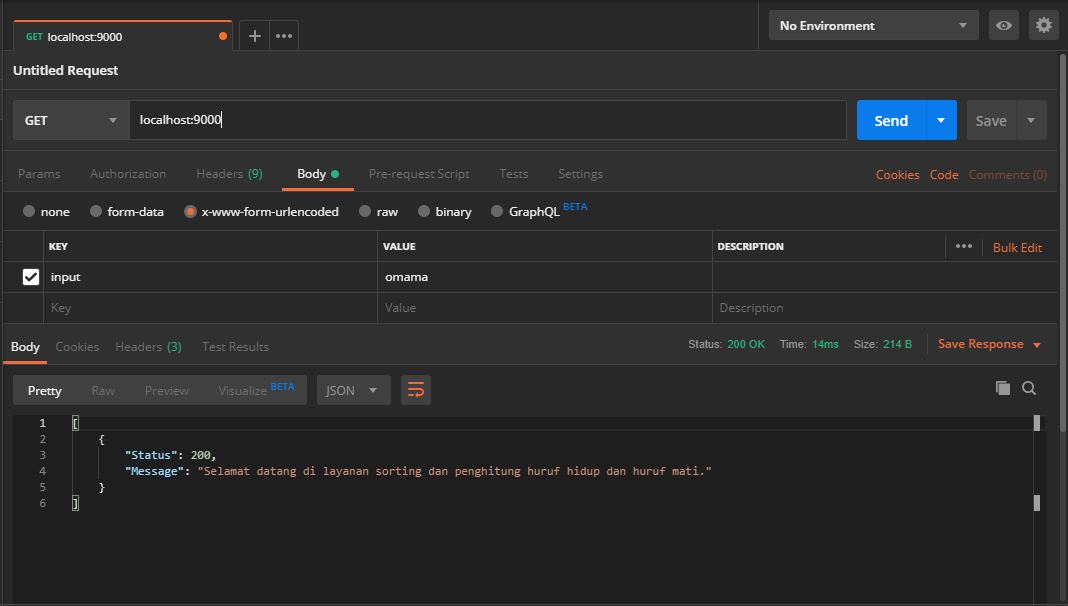 GET localhost:9000
No Environment
Untitled Request
GET localhost:9000 Send Save
Params Authorization Headers (9) Body Pre-request Script Tests Settings Cookies Code Comments (0)
none form-data x-www-form-urlencoded raw binary GraphQL BETA
KEY VALUE DESCRIPTION Bulk Edit
input omama
Key Value Description
Body Cookies Headers (3) Test Results Status: 200 OK Time: 14ms Size: 214 B Save Response
Pretty Raw Preview Visualize BETA JSON
1 [
2 {
3 "Status": 200,
4 "Message": "Selamat datang di layanan sorting dan penghitung huruf hidup dan huruf mati."
5 }
6 ]